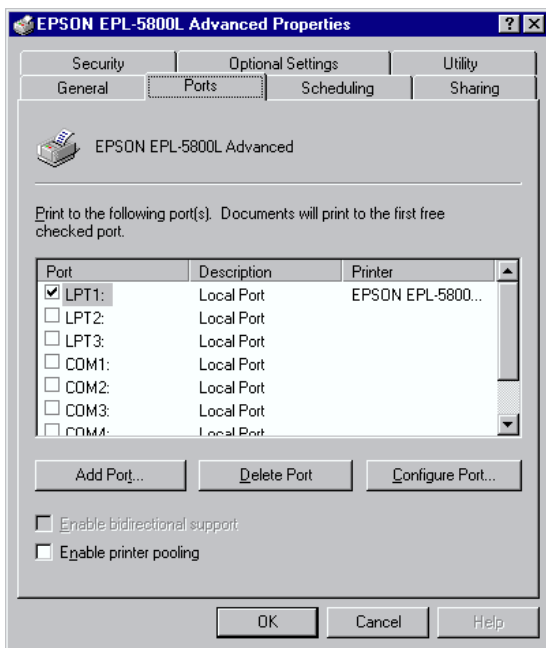 EPSON EPL-5800L Advanced Properties
Security Optional Settings Utility
General Ports Scheduling Sharing
EPSON EPL-5800L Advanced
Print to the following port(s). Documents will print to the first free
checked port.
Port Description Printer
LPT1: Local Port EPSON EPL-5800...
LPT2: Local Port
LPT3: Local Port
COM1: Local Port
COM2: Local Port
COM3: Local Port
COM4: Local Port
Add Port... Delete Port Configure Port...
Enable bidirectional support
Enable printer pooling
OK Cancel Help